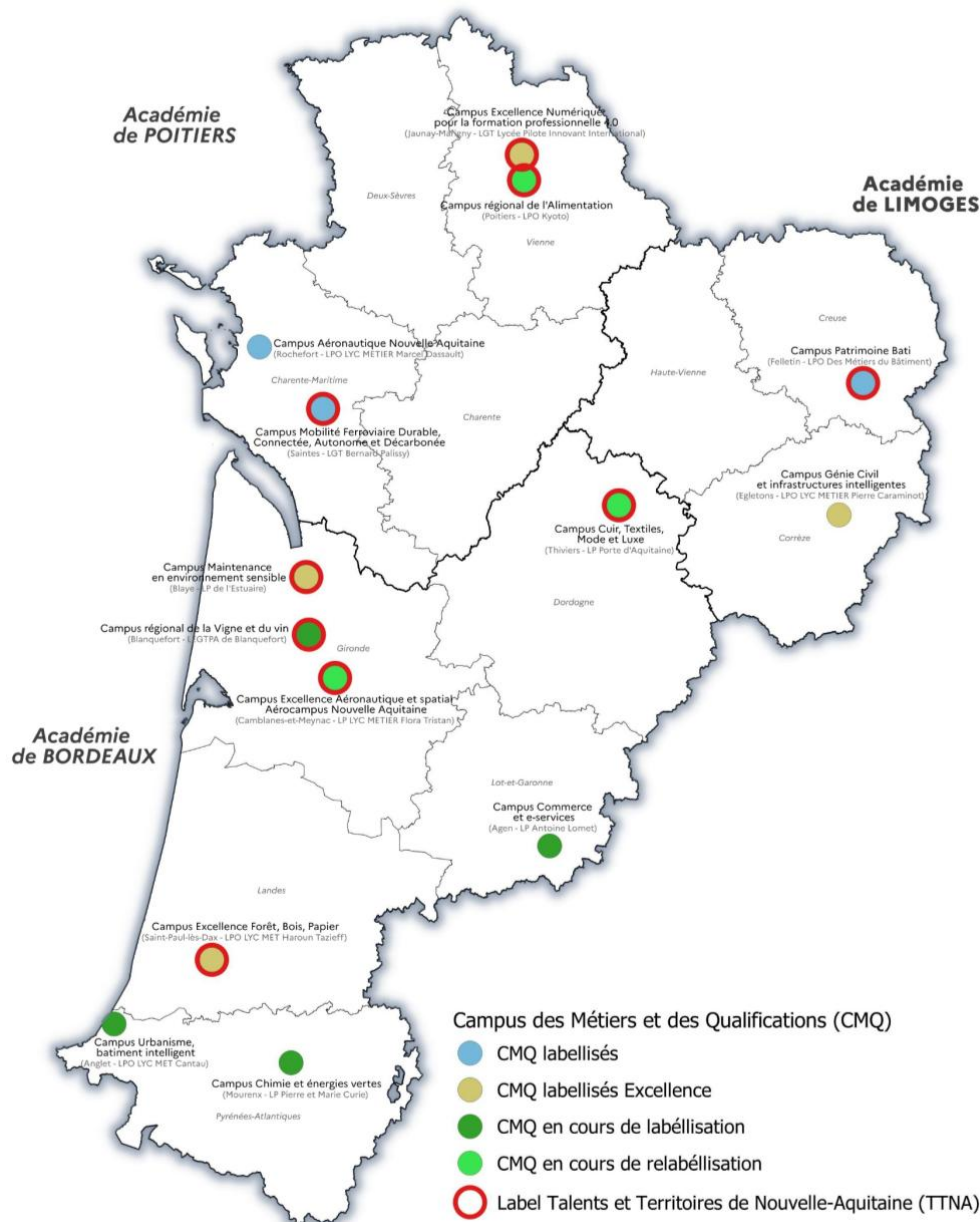 Académie
de POITIERS
Campus Excellence Numérique
pour la formation professionnelle 4.0
(Jaunay-Marigny - LGT Lycée Pilote Innovant International)
Deux-Sèvres
Campus régional de l'Alimentation
(Poitiers - LPO Kyoto)
Vienne
Académie
de LIMOGES
Campus Aéronautique Nouvelle-Aquitaine
(Rochefort - LPO LYC METIER Marcel Dassault)
Charente-Maritime
Campus Mobilité Ferroviaire Durable,
Connectée, Autonome et Décarbonée
(Saintes - LGT Bernard Palissy)
Charente
Haute-Vienne
Creuse
Campus Patrimoine Bati
(Felletin - LPO Des Métiers du Bâtiment)
Campus Génie Civil
et infrastructures intelligentes
(Egletons - LPO LYC METIER Pierre Caraminot)
Corrèze
Campus Cuir, Textiles,
Mode et Luxe
(Thiviers - LP Porte d'Aquitaine)
Dordogne
Campus Maintenance
en environnement sensible
(Blaye - LP de l'Estuaire)
Campus régional de la Vigne et du vin
(Blanquefort - LEGTPA de Blanquefort)
Gironde
Campus Excellence Aéronautique et spatial
Aérocampus Nouvelle Aquitaine
(Camblanes-et-Meynac - LP LYC METIER Flora Tristan)
Académie
de BORDEAUX
Lot-et-Garonne
Campus Commerce
et e-services
(Agen - LP Antoine Lomet)
Landes
Campus Excellence Forêt, Bois, Papier
(Saint-Paul-lès-Dax - LPO LYC MET Haroun Tazieff)
Campus Urbanisme,
batiment intelligent
(Anglet - LPO LYC MET Cantau)
Campus Chimie et énergies vertes
(Mourenx - LP Pierre et Marie Curie)
Pyrénées-Atlantiques
Campus des Métiers et des Qualifications (CMQ)
CMQ labellisés
CMQ labellisés Excellence
CMQ en cours de labéllisation
CMQ en cours de relabéllisation
Label Talents et Territoires de Nouvelle-Aquitaine (TTNA)